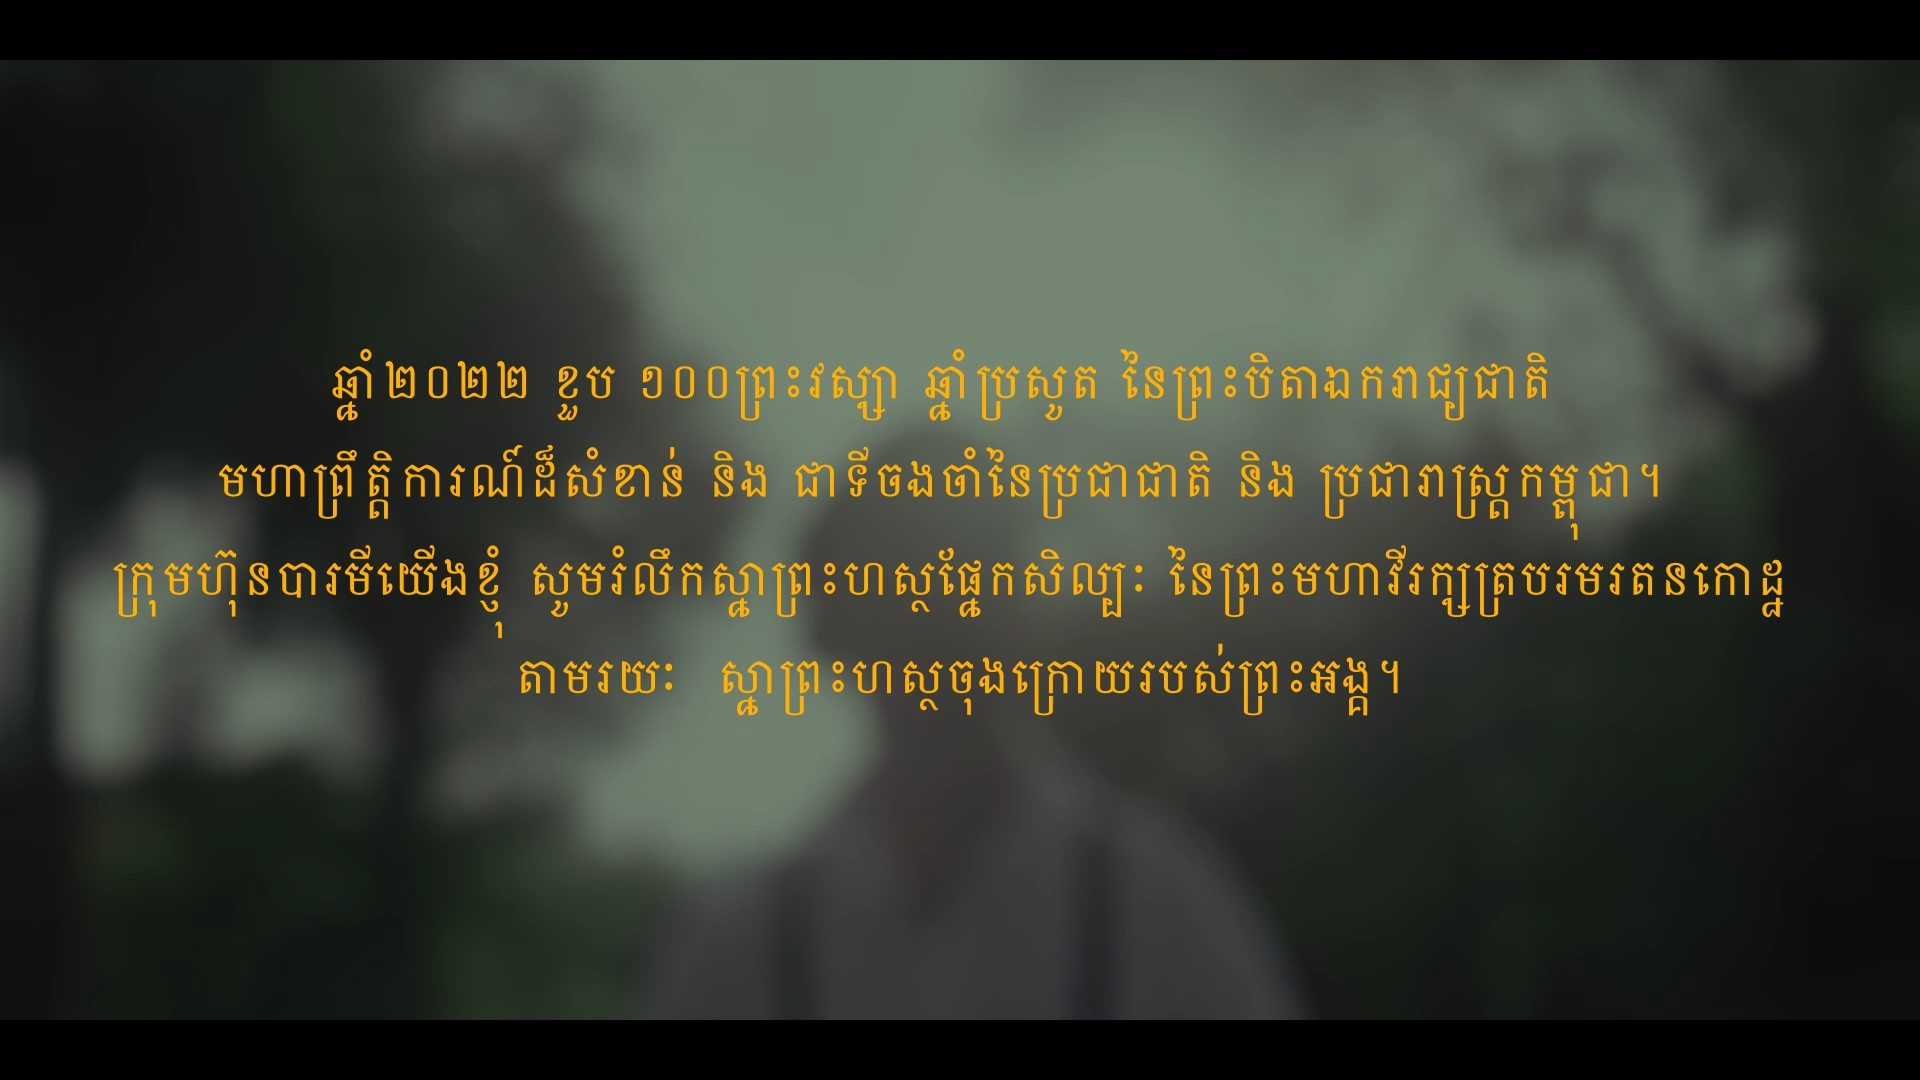 ឆ្នាំ២០២២ ខួប ១០០ព្រះវស្សា ឆ្នាំប្រសូត នៃព្រះបិតាឯករាជ្យជាតិ
មហាព្រឹត្តិការណ៍ដ៏សំខាន់ និង ជាទីចងចាំនៃប្រជាជាតិ និង ប្រជារាស្ត្រកម្ពុជា។
ក្រុមហ៊ុនបារមីយើងខ្ញុំ សូមរំលឹកស្នាព្រះហស្ថផ្នែកសិល្បៈ នៃព្រះមហាវីរក្សត្របរមរតនកោដ្ឋ
តាមរយៈ ស្នាព្រះហស្ថចុងក្រោយរបស់ព្រះអង្គ។